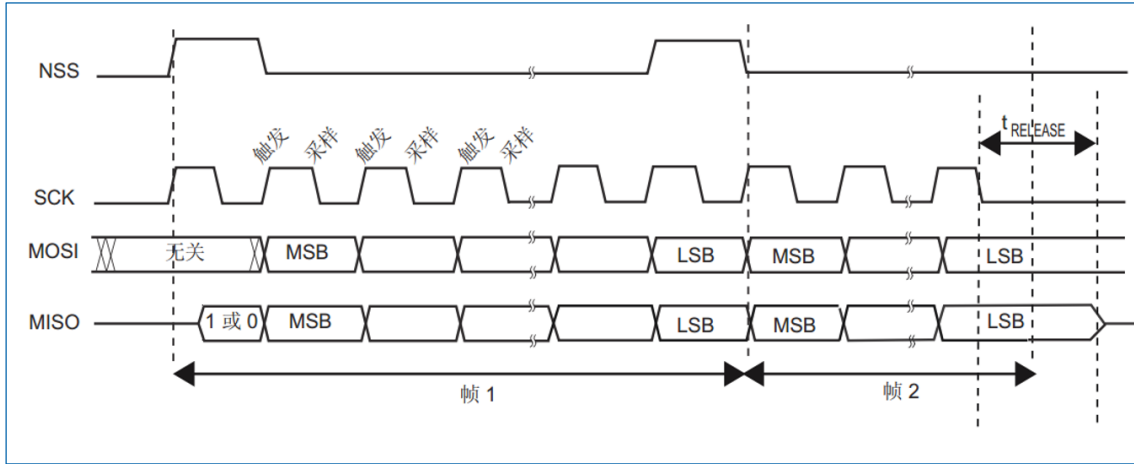 NSS
t RELEASE
触发 采样 触发 采样 触发 采样
SCK
MOSI 无关 MSB LSB MSB LSB
MISO 1 或 0 MSB LSB MSB LSB
帧 1 帧 2